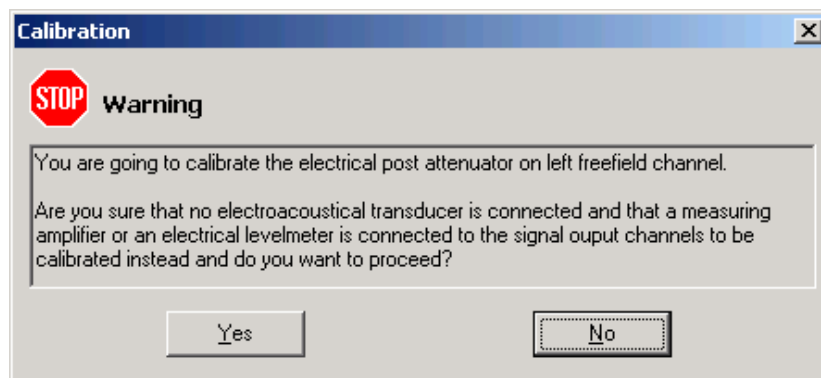 Calibration
STOP
Warning
You are going to calibrate the electrical post attenuator on left freefield channel.
Are you sure that no electroacoustical transducer is connected and that a measuring
amplifier or an electrical levelmeter is connected to the signal ouput channels to be
calibrated instead and do you want to proceed?
Yes
No